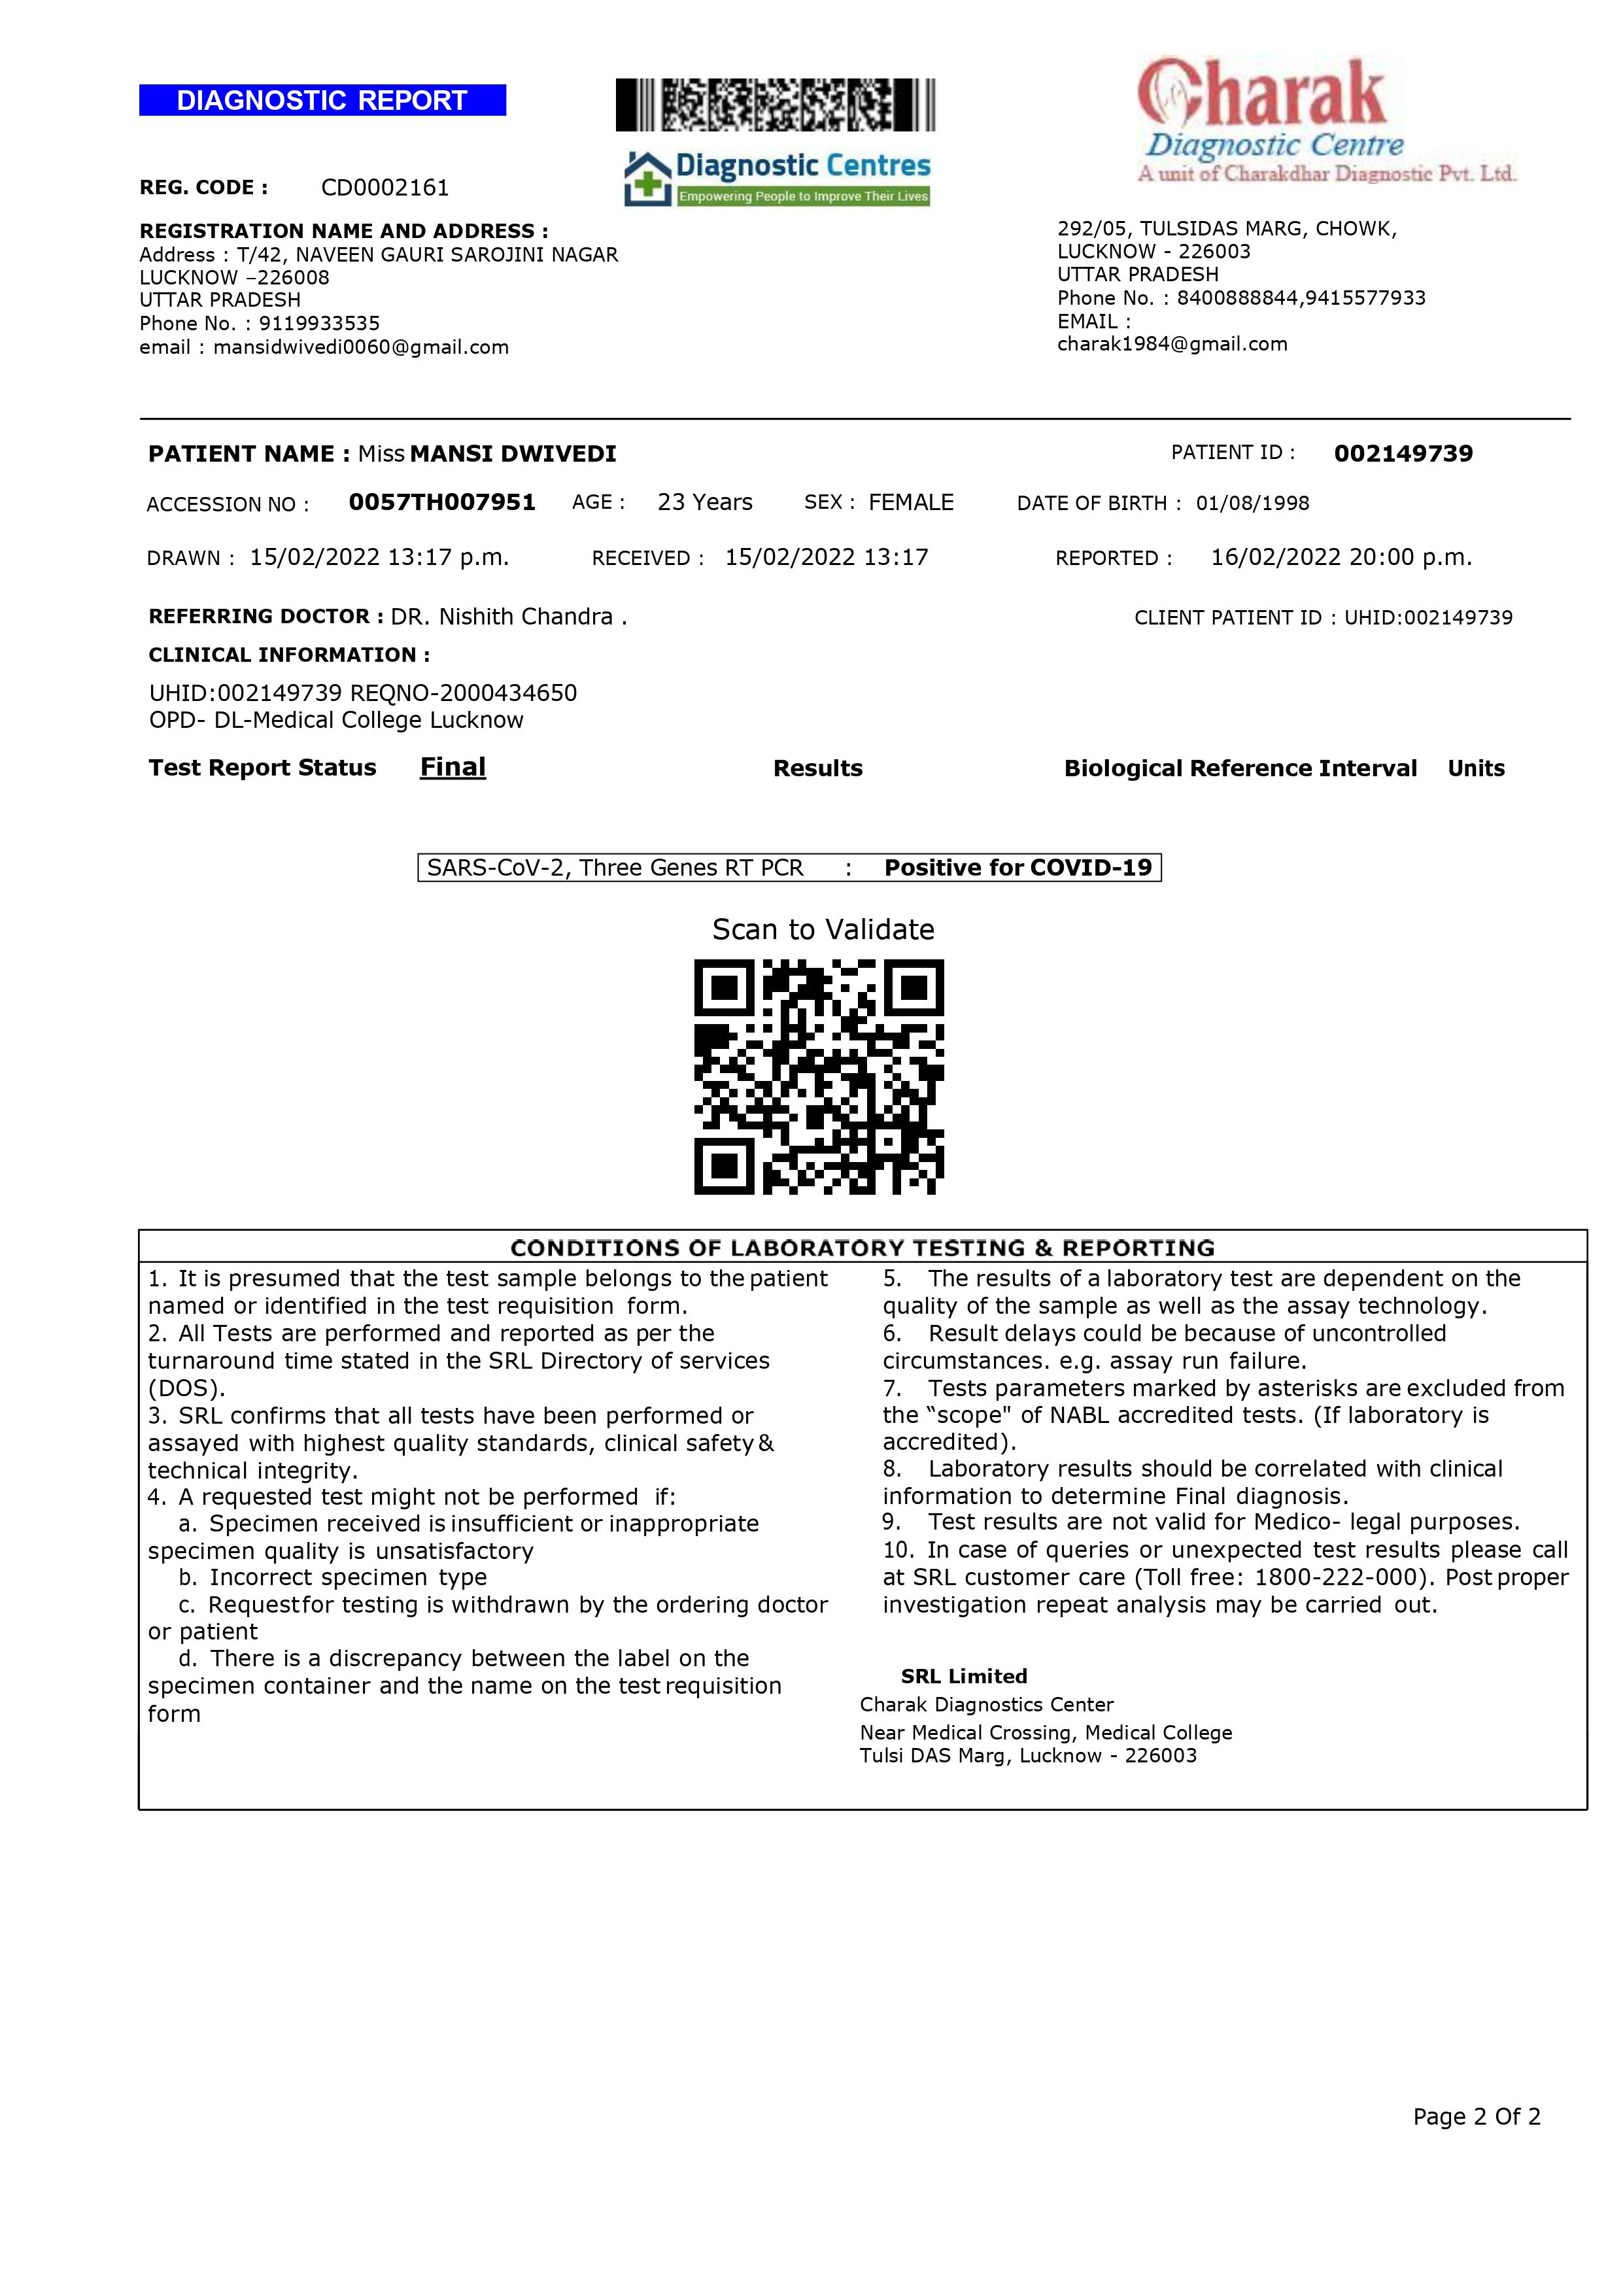 DIAGNOSTIC REPORT
Charak
Diagnostic Centre
A unit of Charakdhar Diagnostic Pvt. Ltd.
Diagnostic Centres
Empowering People to Improve Their Lives
REG. CODE : CD0002161
REGISTRATION NAME AND ADDRESS :
Address : T/42, NAVEEN GAURI SAROJINI NAGAR
LUCKNOW –226008
UTTAR PRADESH
Phone No. : 9119933535
email : mansidwivedi0060@gmail.com
292/05, TULSIDAS MARG, CHOWK,
LUCKNOW - 226003
UTTAR PRADESH
Phone No. : 8400888844,9415577933
EMAIL :
charak1984@gmail.com
PATIENT NAME : Miss MANSI DWIVEDI PATIENT ID : 002149739
ACCESSION NO : 0057TH007951 AGE : 23 Years SEX : FEMALE DATE OF BIRTH : 01/08/1998
DRAWN : 15/02/2022 13:17 p.m. RECEIVED : 15/02/2022 13:17 REPORTED : 16/02/2022 20:00 p.m.
REFERRING DOCTOR : DR. Nishith Chandra . CLIENT PATIENT ID : UHID:002149739
CLINICAL INFORMATION :
UHID:002149739 REQNO-2000434650
OPD- DL-Medical College Lucknow
Test Report Status Final Results Biological Reference Interval Units
SARS-CoV-2, Three Genes RT PCR : Positive for COVID-19
Scan to Validate
CONDITIONS OF LABORATORY TESTING & REPORTING
1. It is presumed that the test sample belongs to the patient
named or identified in the test requisition form.
2. All Tests are performed and reported as per the
turnaround time stated in the SRL Directory of services
(DOS).
3. SRL confirms that all tests have been performed or
assayed with highest quality standards, clinical safety &
technical integrity.
4. A requested test might not be performed if:
a. Specimen received is insufficient or inappropriate
specimen quality is unsatisfactory
b. Incorrect specimen type
c. Requestfor testing is withdrawn by the ordering doctor
or patient
d. There is a discrepancy between the label on the
specimen container and the name on the test requisition
form
5. The results of a laboratory test are dependent on the
quality of the sample as well as the assay technology.
6. Result delays could be because of uncontrolled
circumstances. e.g. assay run failure.
7. Tests parameters marked by asterisks are excluded from
the “scope" of NABL accredited tests. (If laboratory is
accredited).
8. Laboratory results should be correlated with clinical
information to determine Final diagnosis.
9. Test results are not valid for Medico- legal purposes.
10. In case of queries or unexpected test results please call
at SRL customer care (Toll free: 1800-222-000). Post proper
investigation repeat analysis may be carried out.
SRL Limited
Charak Diagnostics Center
Near Medical Crossing, Medical College
Tulsi DAS Marg, Lucknow - 226003
Page 2 Of 2